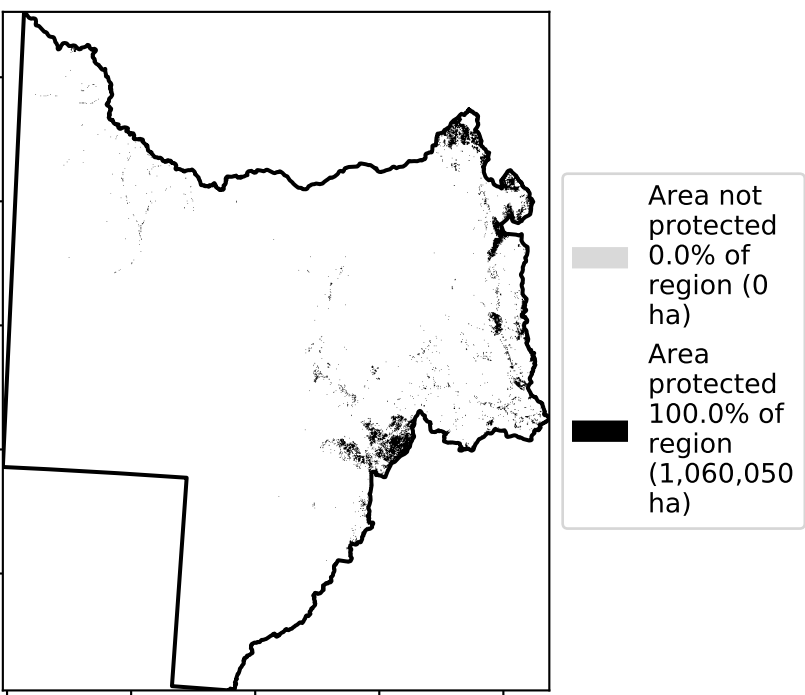 Area not
protected
0.0% of
region (0
ha)
Area
protected
100.0% of
region
(1,060,050
ha)